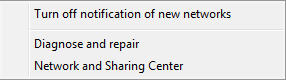 Turn off notification of new networks
Diagnose and repair
Network and Sharing Center